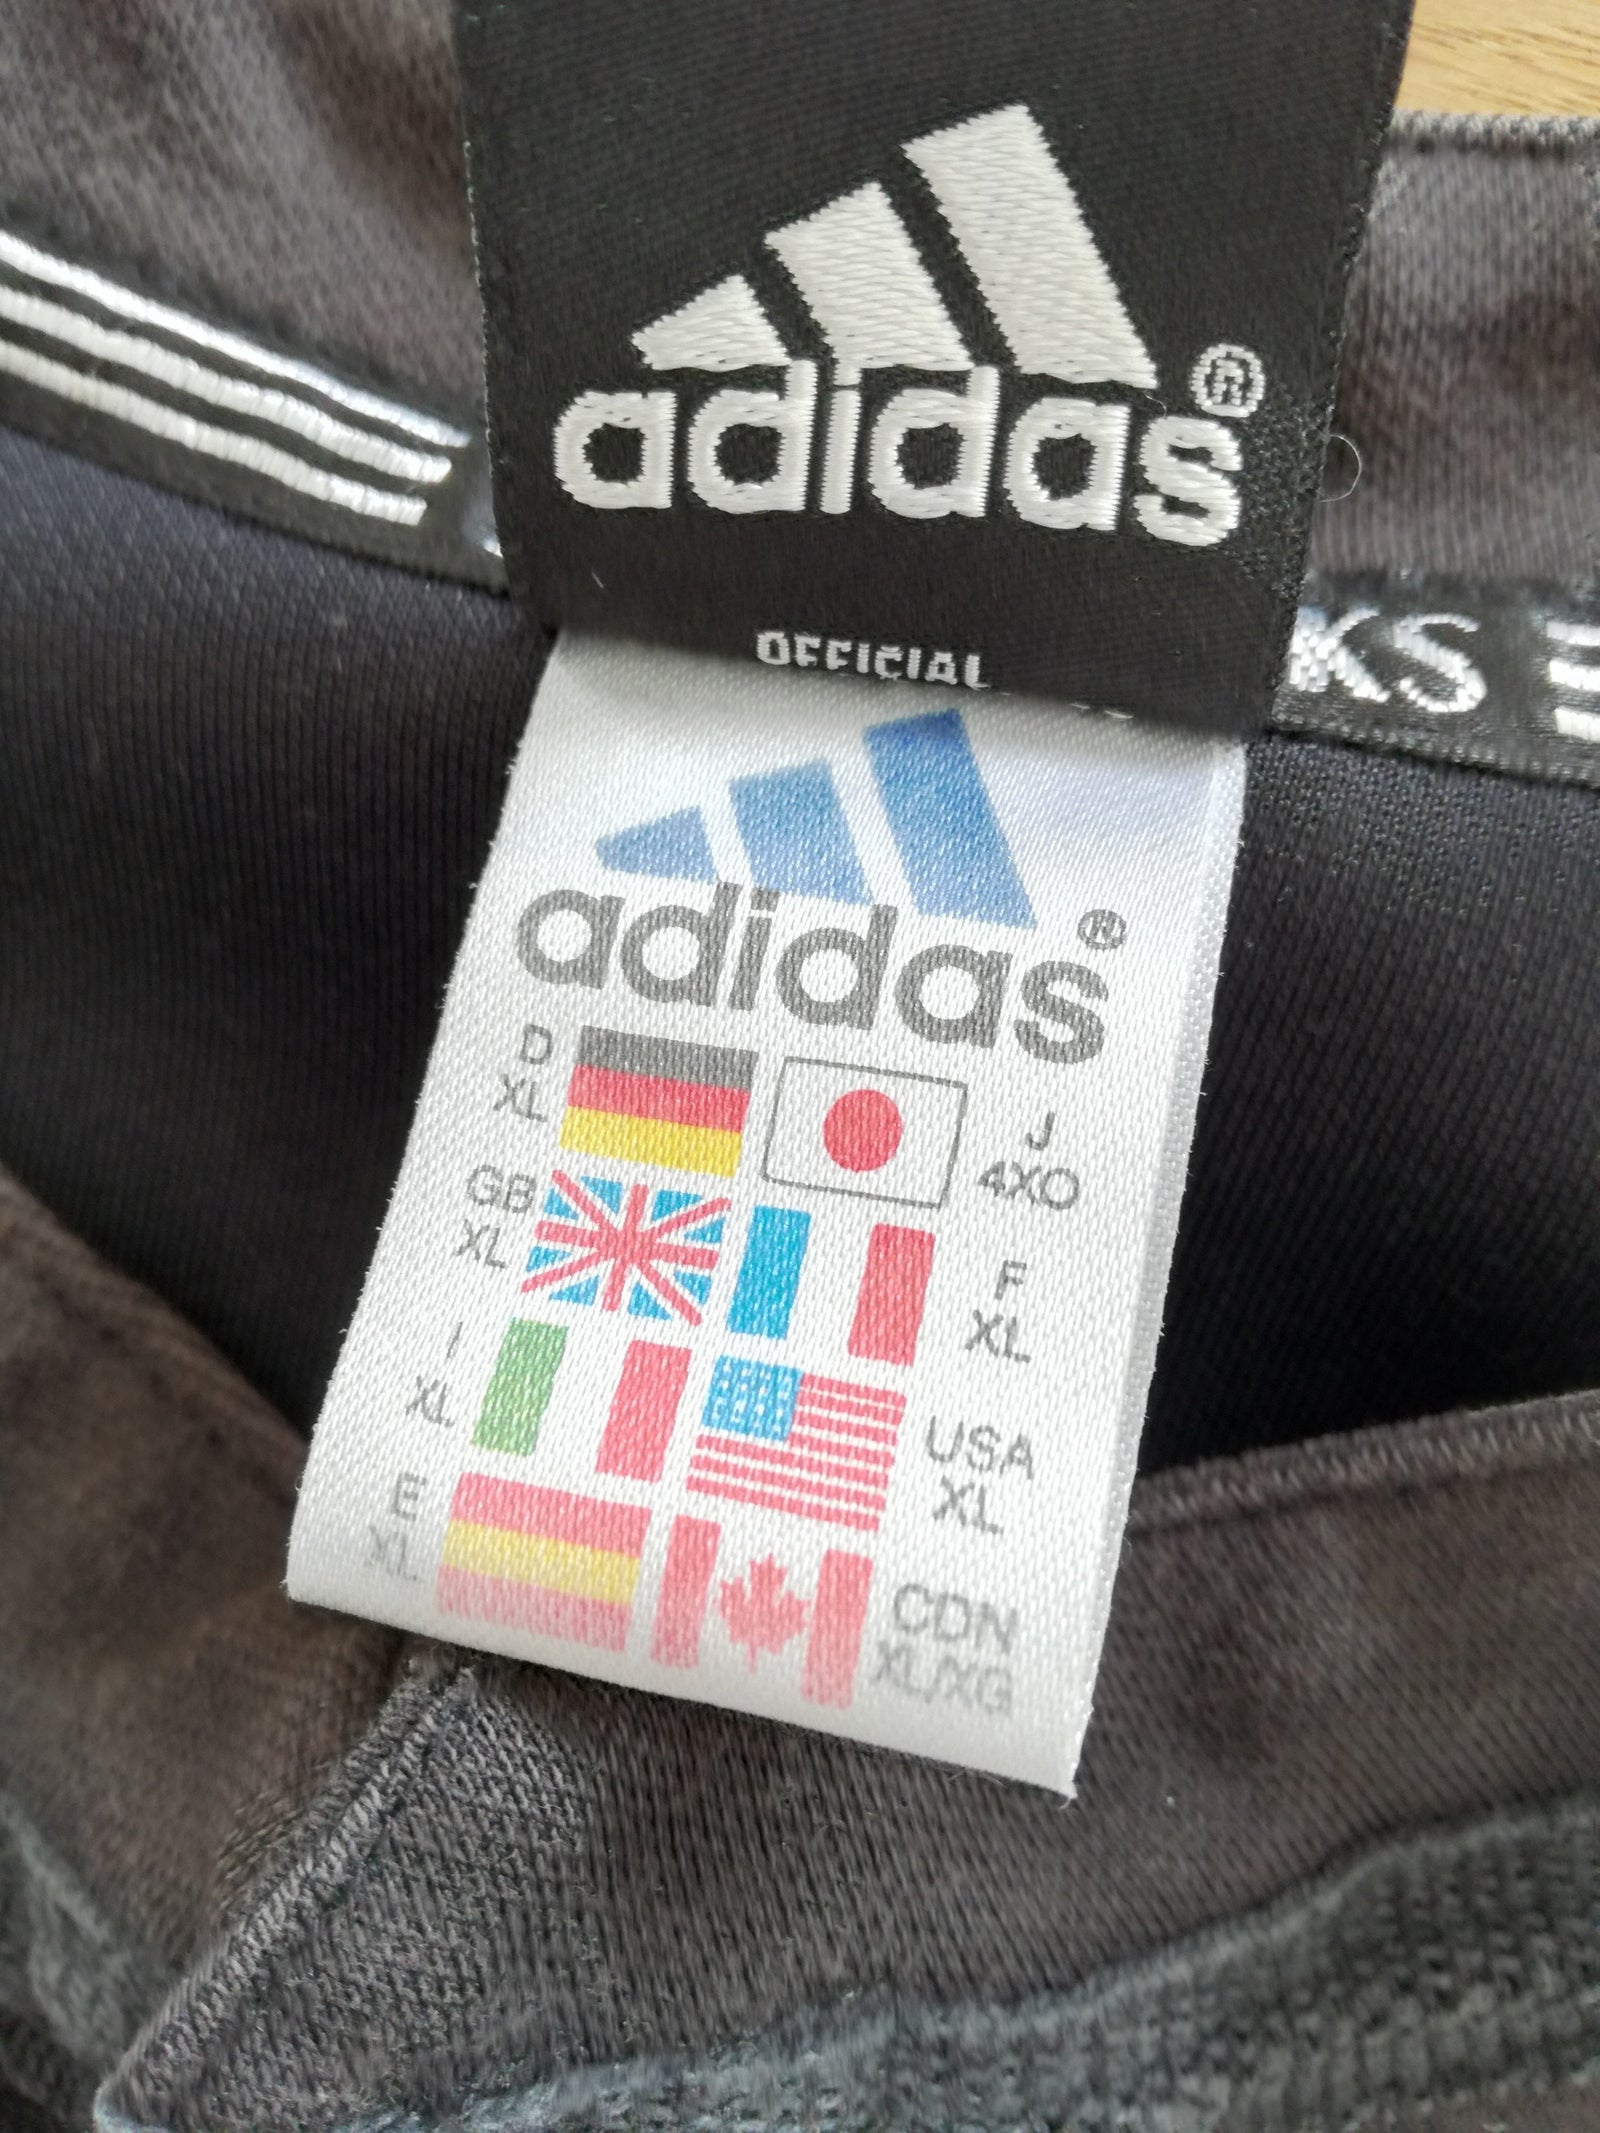 adidas®
OFFICIAL
KS
adidas®
D
XL
J
4XO
GB
XL
F
XL
I
XL
USA
XL
E
XL
CDN
XL/XG